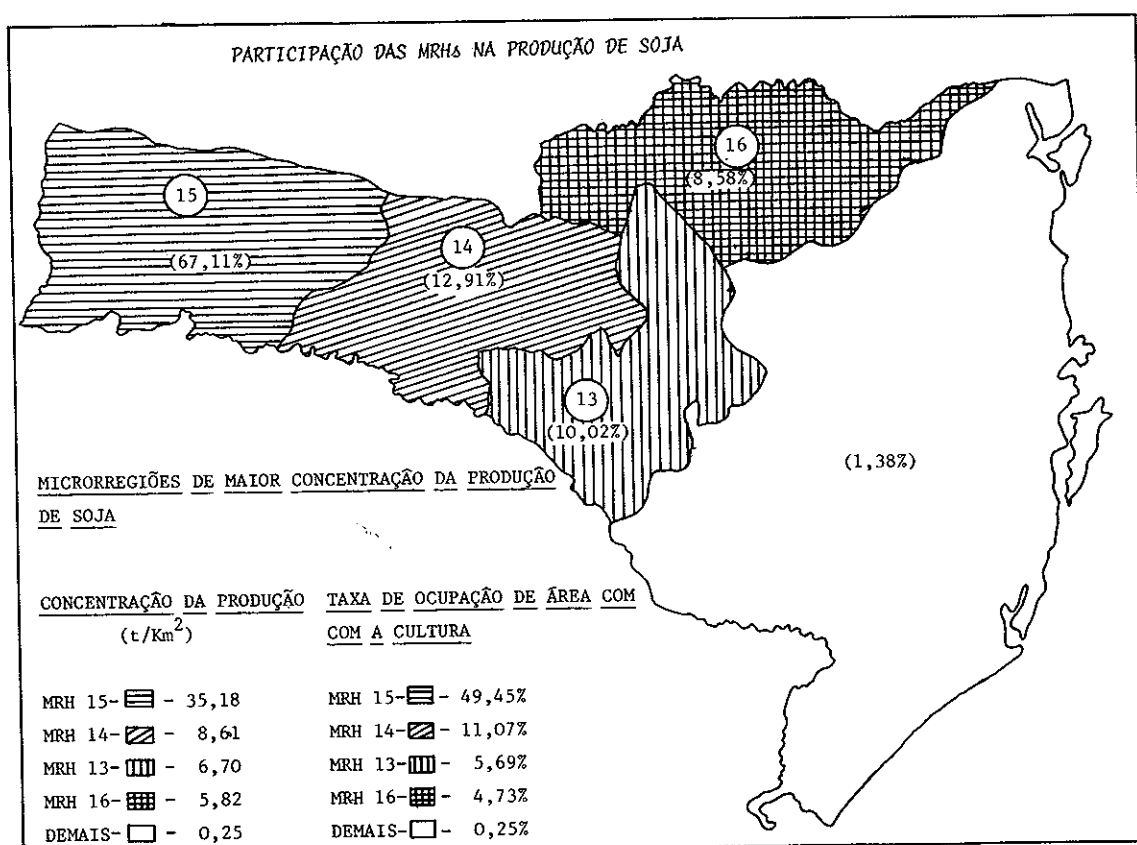 PARTICIPAÇÃO DAS MRHs NA PRODUÇÃO DE SOJA
16
(8,58%)
15
(67,11%)
14
(12,91%)
13
(10,02%)
(1,38%)
MICRORREGIÕES DE MAIOR CONCENTRAÇÃO DA PRODUÇÃO
DE SOJA
CONCENTRAÇÃO DA PRODUÇÃO
(t/Km²)
MRH 15- - 35,18
MRH 14- - 8,61
MRH 13- - 6,70
MRH 16- - 5,82
DEMAIS- - 0,25
TAXA DE OCUPAÇÃO DE ÁREA COM
COM A CULTURA
MRH 15- - 49,45%
MRH 14- - 11,07%
MRH 13- - 5,69%
MRH 16- - 4,73%
DEMAIS- - 0,25%